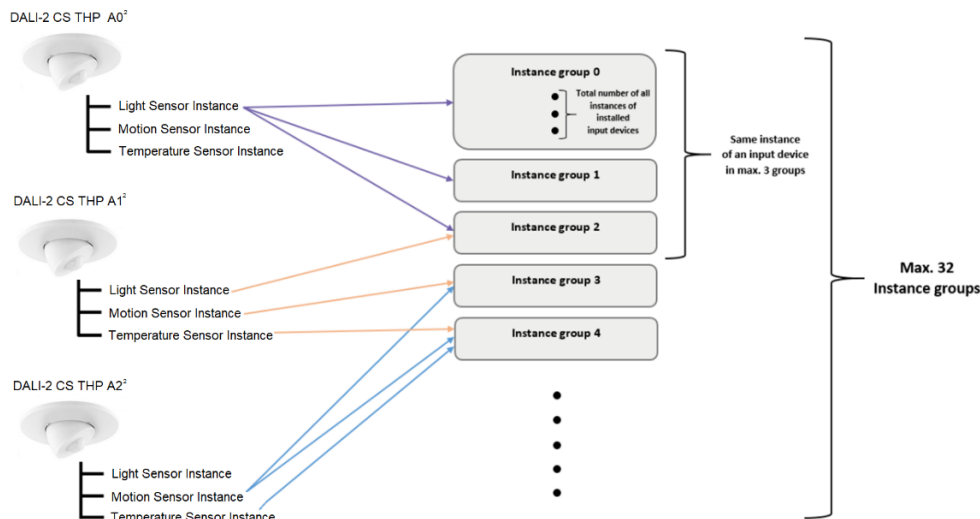 DALI-2 CS THP A0²
Light Sensor Instance
Motion Sensor Instance
Temperature Sensor Instance
DALI-2 CS THP A1²
Light Sensor Instance
Motion Sensor Instance
Temperature Sensor Instance
DALI-2 CS THP A2²
Light Sensor Instance
Motion Sensor Instance
Temperature Sensor Instance
Instance group 0
Total number of all
instances of
installed
input devices
Instance group 1
Instance group 2
Instance group 3
Instance group 4
Same instance
of an input device
in max. 3 groups
Max. 32
Instance groups